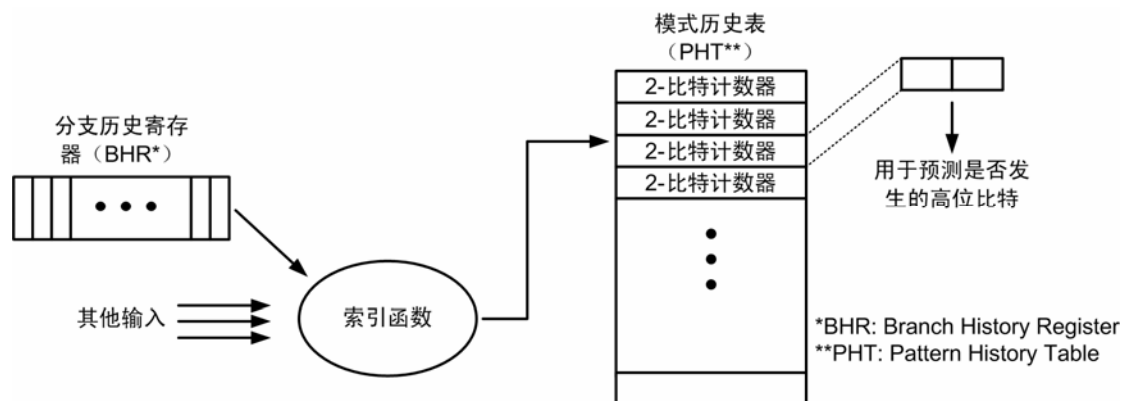 模式历史表
（PHT**）
2-比特计数器
2-比特计数器
2-比特计数器
2-比特计数器
分支历史寄存
器（BHR*）
其他输入
索引函数
用于预测是否发
生的高位比特
*BHR: Branch History Register
**PHT: Pattern History Table